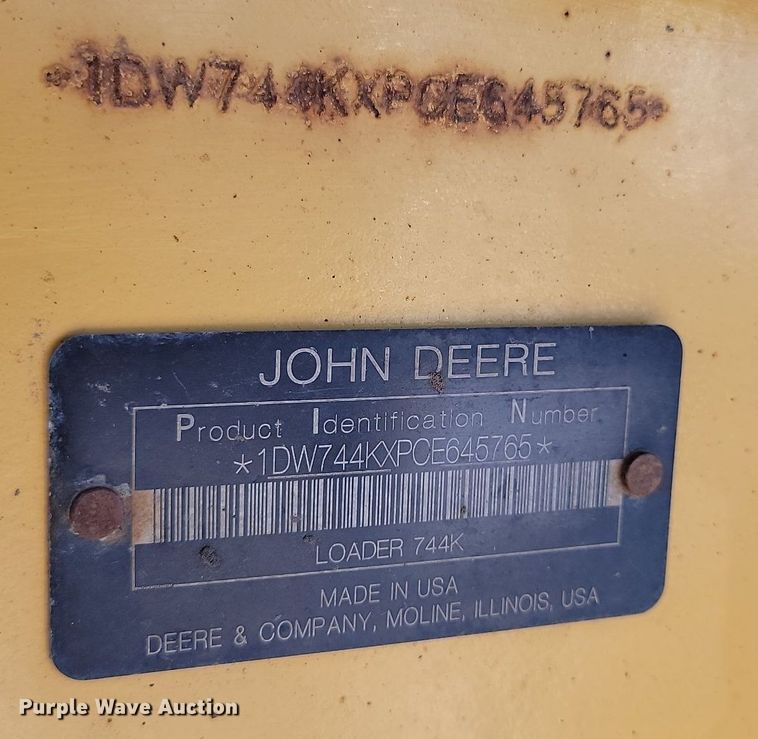 *1DW744KXPCE645765*
JOHN DEERE
Product Identification Number
*1DW744KXPCE645765*
LOADER 744K
MADE IN USA
DEERE & COMPANY, MOLINE, ILLINOIS, USA
Purple Wave Auction